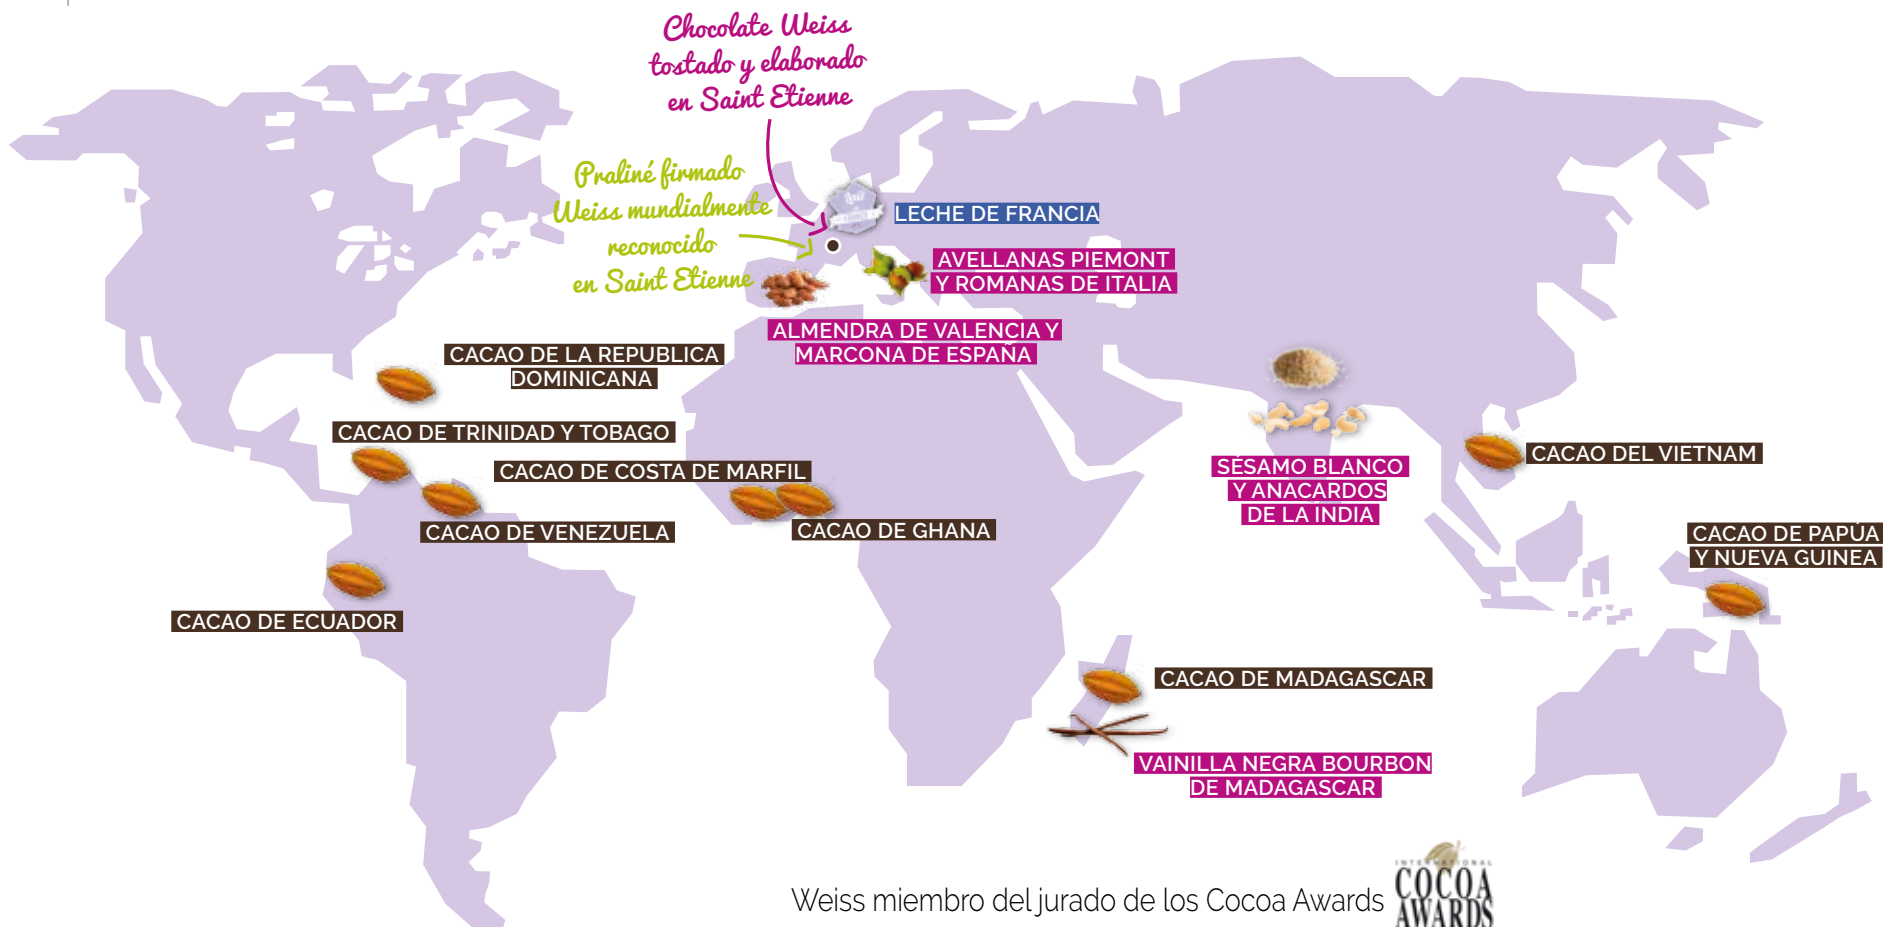 Chocolate Weiss
tostado y elaborado
en Saint Etienne
Praliné firmado
Weiss mundialmente
reconocido
en Saint Etienne
LECHE DE FRANCIA
AVELLANAS PIEMONT
Y ROMANAS DE ITALIA
ALMENDRA DE VALENCIA Y
MARCONA DE ESPAÑA
CACAO DE LA REPUBLICA
DOMINICANA
CACAO DE TRINIDAD Y TOBAGO
CACAO DE COSTA DE MARFIL
CACAO DE VENEZUELA
CACAO DE GHANA
CACAO DE ECUADOR
SÉSAMO BLANCO
Y ANACARDOS
DE LA INDIA
CACAO DEL VIETNAM
CACAO DE PAPÚA
Y NUEVA GUINEA
CACAO DE MADAGASCAR
VAINILLA NEGRA BOURBON
DE MADAGASCAR
Weiss miembro del jurado de los Cocoa Awards
INTERNATIONAL
COCOA
AWARDS